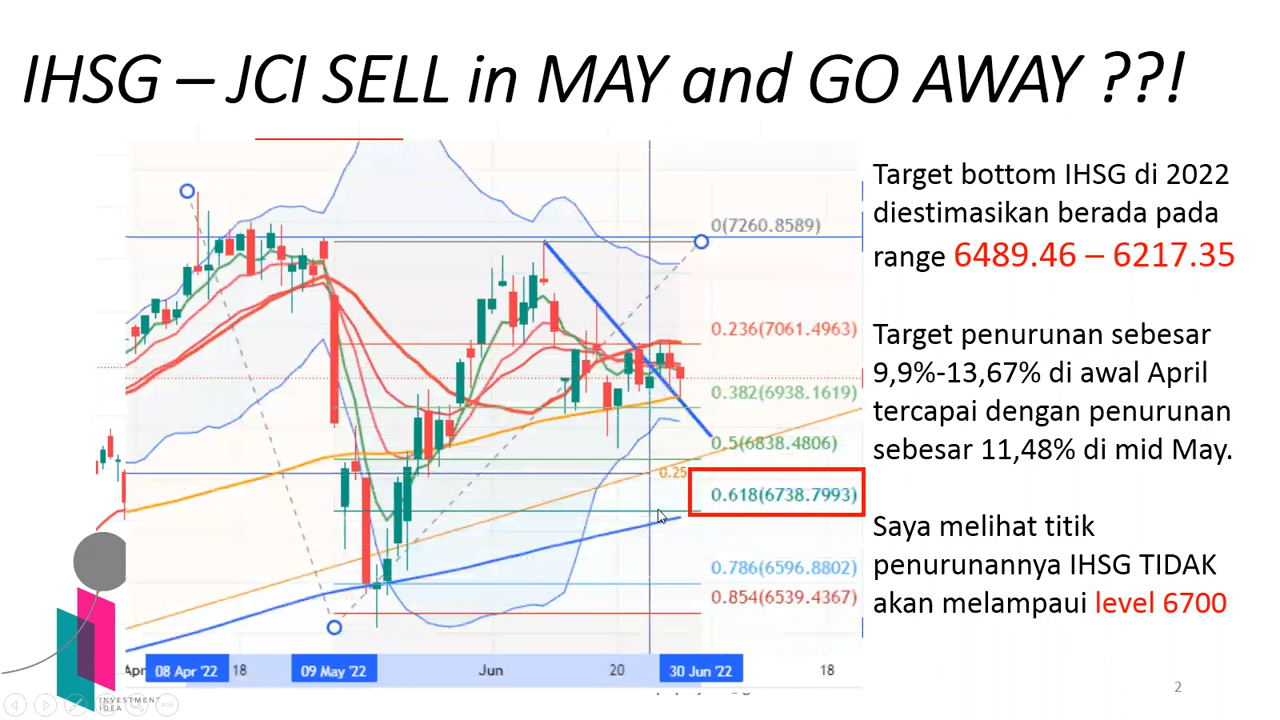 IHSG – JCI SELL in MAY and GO AWAY ??!
0(7260.8589)
0.236(7061.4963)
0.382(6938.1619)
0.5(6838.4806)
0.25
0.618(6738.7993)
0.786(6596.8802)
0.854(6539.4367)
Apr
08 Apr '22
18
09 May '22
Jun
20
30 Jun '22
18
Target bottom IHSG di 2022
diestimasikan berada pada
range 6489.46 – 6217.35
Target penurunan sebesar
9,9%-13,67% di awal April
tercapai dengan penurunan
sebesar 11,48% di mid May.
Saya melihat titik
penurunannya IHSG TIDAK
akan melampaui level 6700
INVESTMENT
IDEA
2